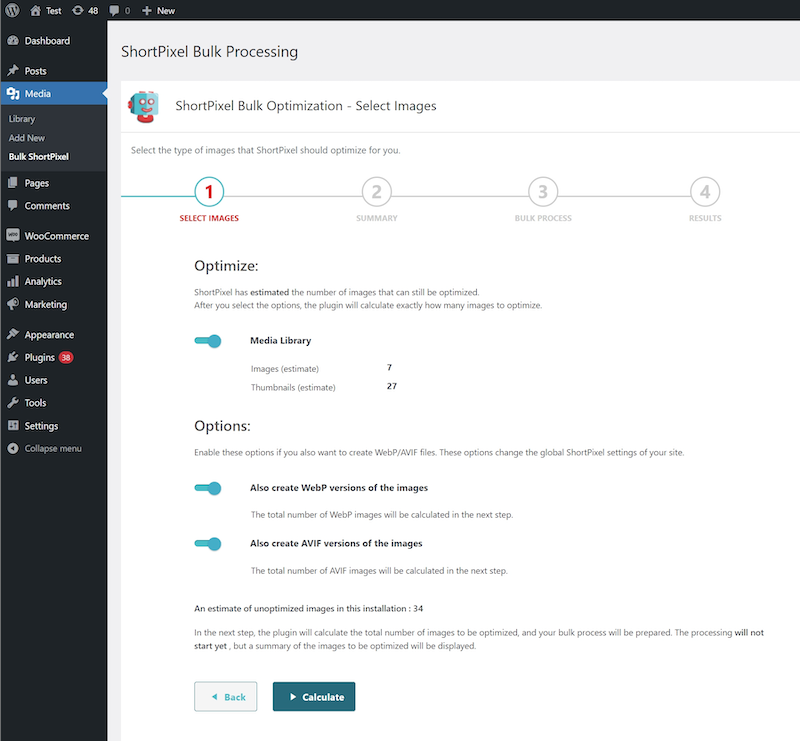 Test 48 0 New
Dashboard
Posts
Media
Library
Add New
Bulk ShortPixel
Pages
Comments
WooCommerce
Products
Analytics
Marketing
Appearance
Plugins 38
Users
Tools
Settings
Collapse menu
ShortPixel Bulk Processing
ShortPixel Bulk Optimization - Select Images
Select the type of images that ShortPixel should optimize for you.
1 2 3 4
SELECT IMAGES SUMMARY BULK PROCESS RESULTS
Optimize:
ShortPixel has estimated the number of images that can still be optimized.
After you select the options, the plugin will calculate exactly how many images to optimize.
Media Library
Images (estimate) 7
Thumbnails (estimate) 27
Options:
Enable these options if you also want to create WebP/AVIF files. These options change the global ShortPixel settings of your site.
Also create WebP versions of the images
The total number of WebP images will be calculated in the next step.
Also create AVIF versions of the images
The total number of AVIF images will be calculated in the next step.
An estimate of unoptimized images in this installation : 34
In the next step, the plugin will calculate the total number of images to be optimized, and your bulk process will be prepared. The processing will not
start yet , but a summary of the images to be optimized will be displayed.
Back Calculate